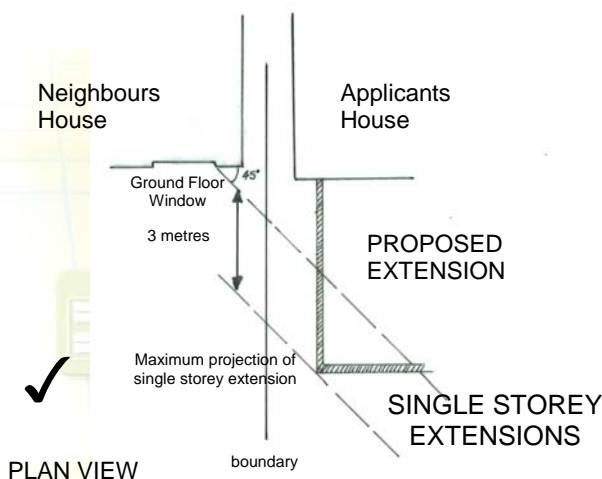 Neighbours
House
Applicants
House
45°
Ground Floor
Window
3 metres
PROPOSED
EXTENSION
Maximum projection of
single storey extension
SINGLE STOREY
EXTENSIONS
boundary
PLAN VIEW